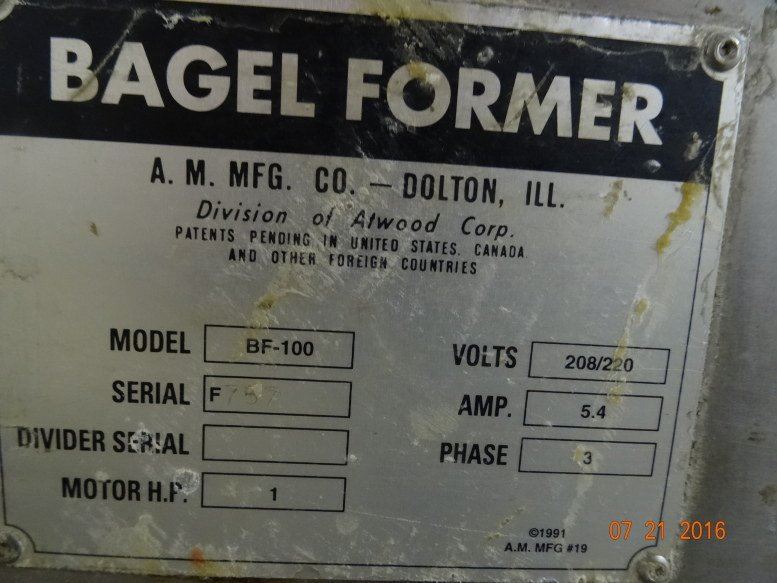 BAGEL FORMER
A. M. MFG. CO. — DOLTON, ILL.
Division of Atwood Corp.
PATENTS PENDING IN UNITED STATES, CANADA
AND OTHER FOREIGN COUNTRIES
MODEL BF-100
VOLTS 208/220
SERIAL F757
AMP. 5.4
DIVIDER SERIAL
PHASE 3
MOTOR H.P. 1
©1991
A.M. MFG #19
07 21 2016